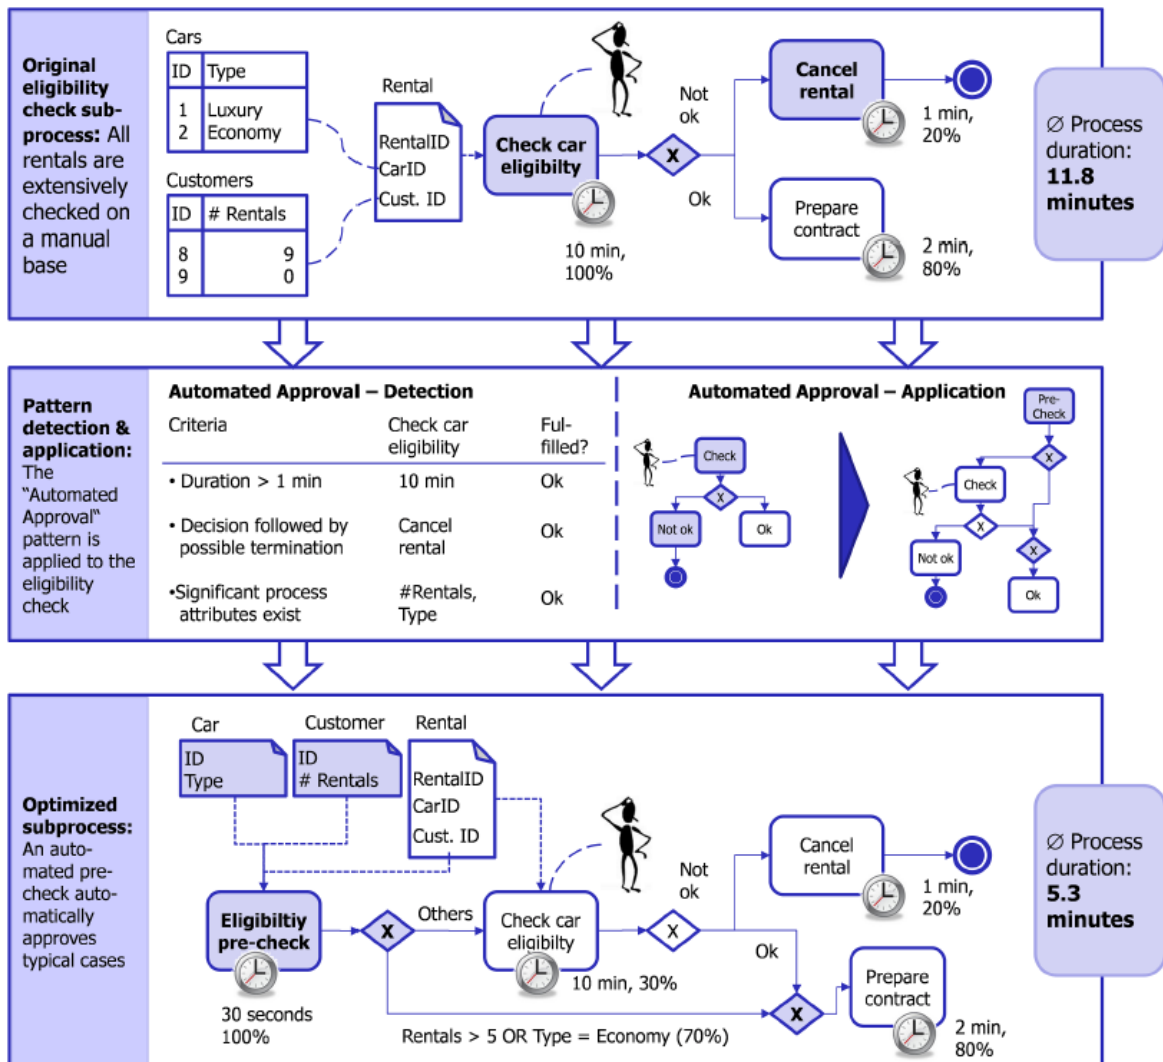 Original
eligibility
check sub-
process: All
rentals are
extensively
checked on
a manual
base
Cars
ID Type
1 Luxury
2 Economy
Customers
ID # Rentals
8 9
9 0
Rental
RentalID
CarID
Cust. ID
Check car
eligibilty
10 min,
100%
X
Not
ok
Ok
Cancel
rental
1 min,
20%
Prepare
contract
2 min,
80%
∅ Process
duration:
11.8
minutes
Pattern
detection &
application:
The
"Automated
Approval"
pattern is
applied to the
eligibility
check
Automated Approval – Detection
Criteria Check car eligibility Ful-filled?
• Duration > 1 min 10 min Ok
• Decision followed by possible termination Cancel rental Ok
•Significant process attributes exist #Rentals, Type Ok
Automated Approval – Application
Check
X
Not ok
Ok
Pre-
Check
X
Check
X
X
Not ok
Ok
Optimized
subprocess:
An auto-
mated pre-
check auto-
matically
approves
typical cases
Car
ID
Type
Customer
ID
# Rentals
Rental
RentalID
CarID
Cust. ID
Eligibiltiy
pre-check
30 seconds
100%
X
Others
Check car
eligibilty
10 min, 30%
X
Not
ok
Ok
Cancel
rental
1 min,
20%
X
Rentals > 5 OR Type = Economy (70%)
Prepare
contract
2 min,
80%
∅ Process
duration:
5.3
minutes